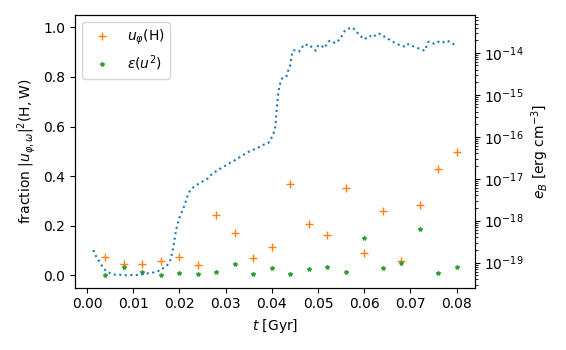 1.0
0.8
0.6
0.4
0.2
0.0
fraction |u_{φ,ω}|²(H, W)
u_φ(H)
ε(u²)
10⁻¹⁴
10⁻¹⁵
10⁻¹⁶
10⁻¹⁷
10⁻¹⁸
10⁻¹⁹
e_B [erg cm⁻³]
0.00 0.01 0.02 0.03 0.04 0.05 0.06 0.07 0.08
t [Gyr]